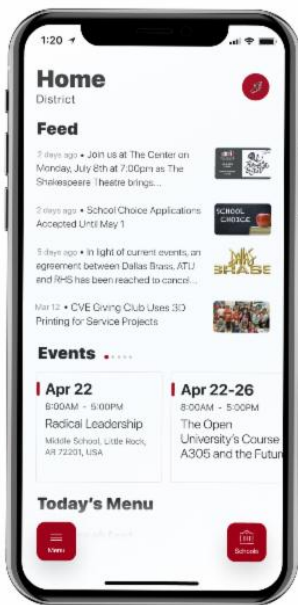 1:20
Home
District
Feed
2 days ago • Join us at The Center on
Monday, July 8th at 7:00pm as The
Shakespeare Theatre brings...
2 days ago • School Choice Applications
Accepted Until May 1
SCHOOL
CHOICE
5 days ago • In light of current events, an
agreement between Dallas Brass, ATU
and RHS has been reached to cancel...
BRASS
Mar 12 • CVE Giving Club Uses 3D
Printing for Service Projects
Events
Apr 22
8:00AM - 5:00PM
Radical Leadership
Middle School, Little Rock,
AR 72201, USA
Apr 22-26
8:00AM - 5:00PM
The Open
University's Course
A305 and the Futur
Today's Menu
Menu
Schools